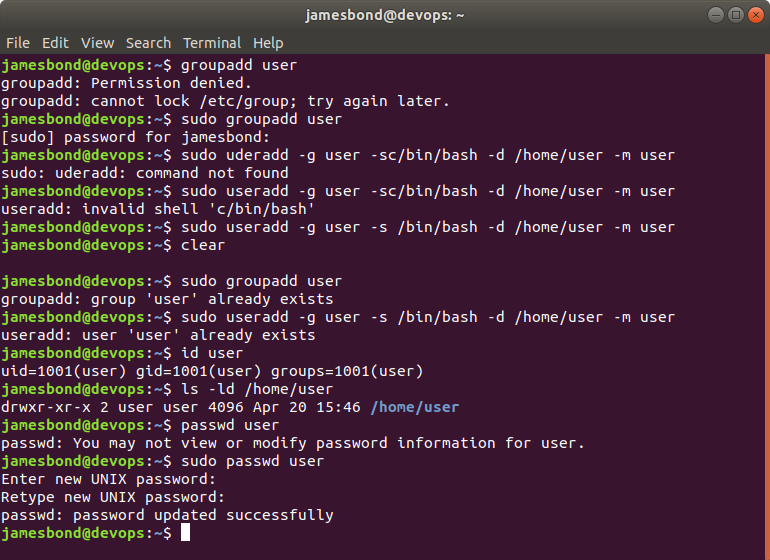 jamesbond@devops: ~
File Edit View Search Terminal Help
jamesbond@devops:~$ groupadd user
groupadd: Permission denied.
groupadd: cannot lock /etc/group; try again later.
jamesbond@devops:~$ sudo groupadd user
[sudo] password for jamesbond:
jamesbond@devops:~$ sudo uderadd -g user -sc/bin/bash -d /home/user -m user
sudo: uderadd: command not found
jamesbond@devops:~$ sudo useradd -g user -sc/bin/bash -d /home/user -m user
useradd: invalid shell 'c/bin/bash'
jamesbond@devops:~$ sudo useradd -g user -s /bin/bash -d /home/user -m user
jamesbond@devops:~$ clear
jamesbond@devops:~$ sudo groupadd user
groupadd: group 'user' already exists
jamesbond@devops:~$ sudo useradd -g user -s /bin/bash -d /home/user -m user
useradd: user 'user' already exists
jamesbond@devops:~$ id user
uid=1001(user) gid=1001(user) groups=1001(user)
jamesbond@devops:~$ ls -ld /home/user
drwxr-xr-x 2 user user 4096 Apr 20 15:46 /home/user
jamesbond@devops:~$ passwd user
passwd: You may not view or modify password information for user.
jamesbond@devops:~$ sudo passwd user
Enter new UNIX password:
Retype new UNIX password:
passwd: password updated successfully
jamesbond@devops:~$